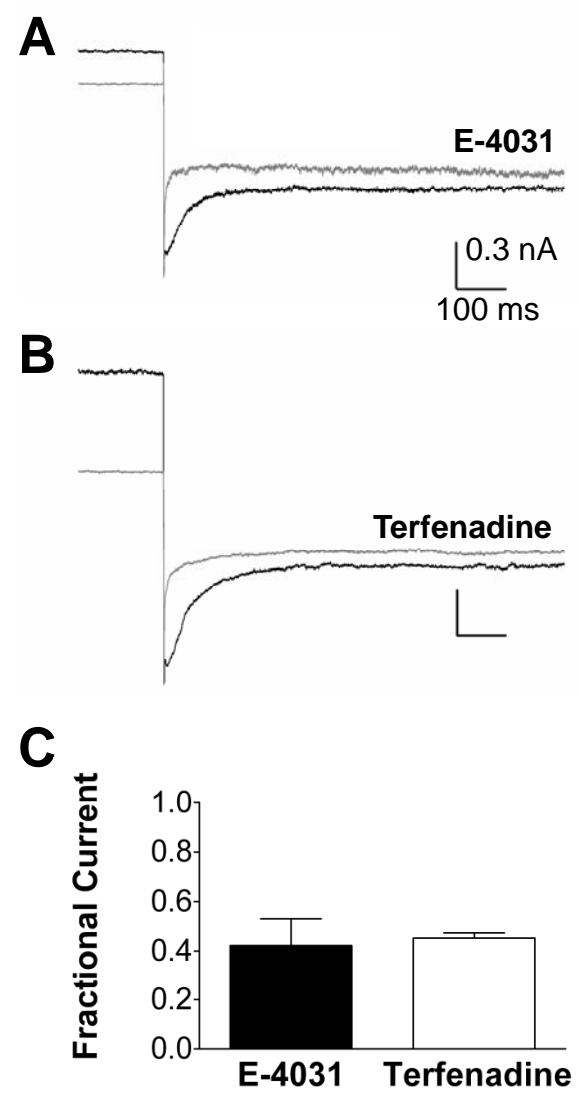 A
E-4031
0.3 nA
100 ms
B
Terfenadine
C
Fractional Current
1.0
0.8
0.6
0.4
0.2
0.0
E-4031 Terfenadine